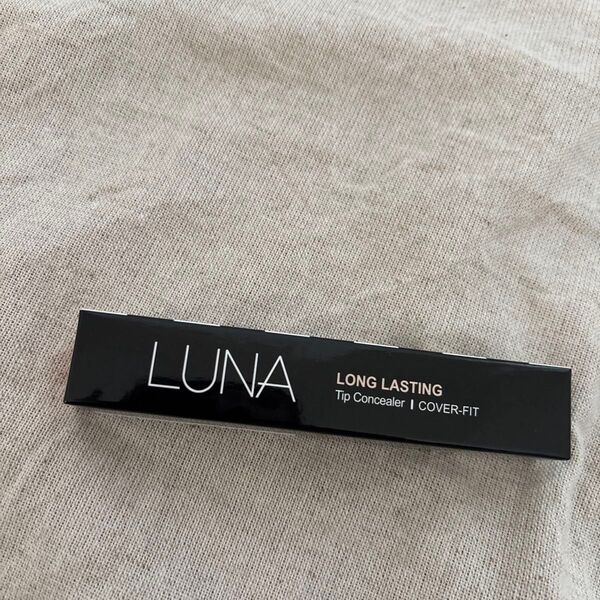 LUNA
LONG LASTING
Tip Concealer | COVER-FIT